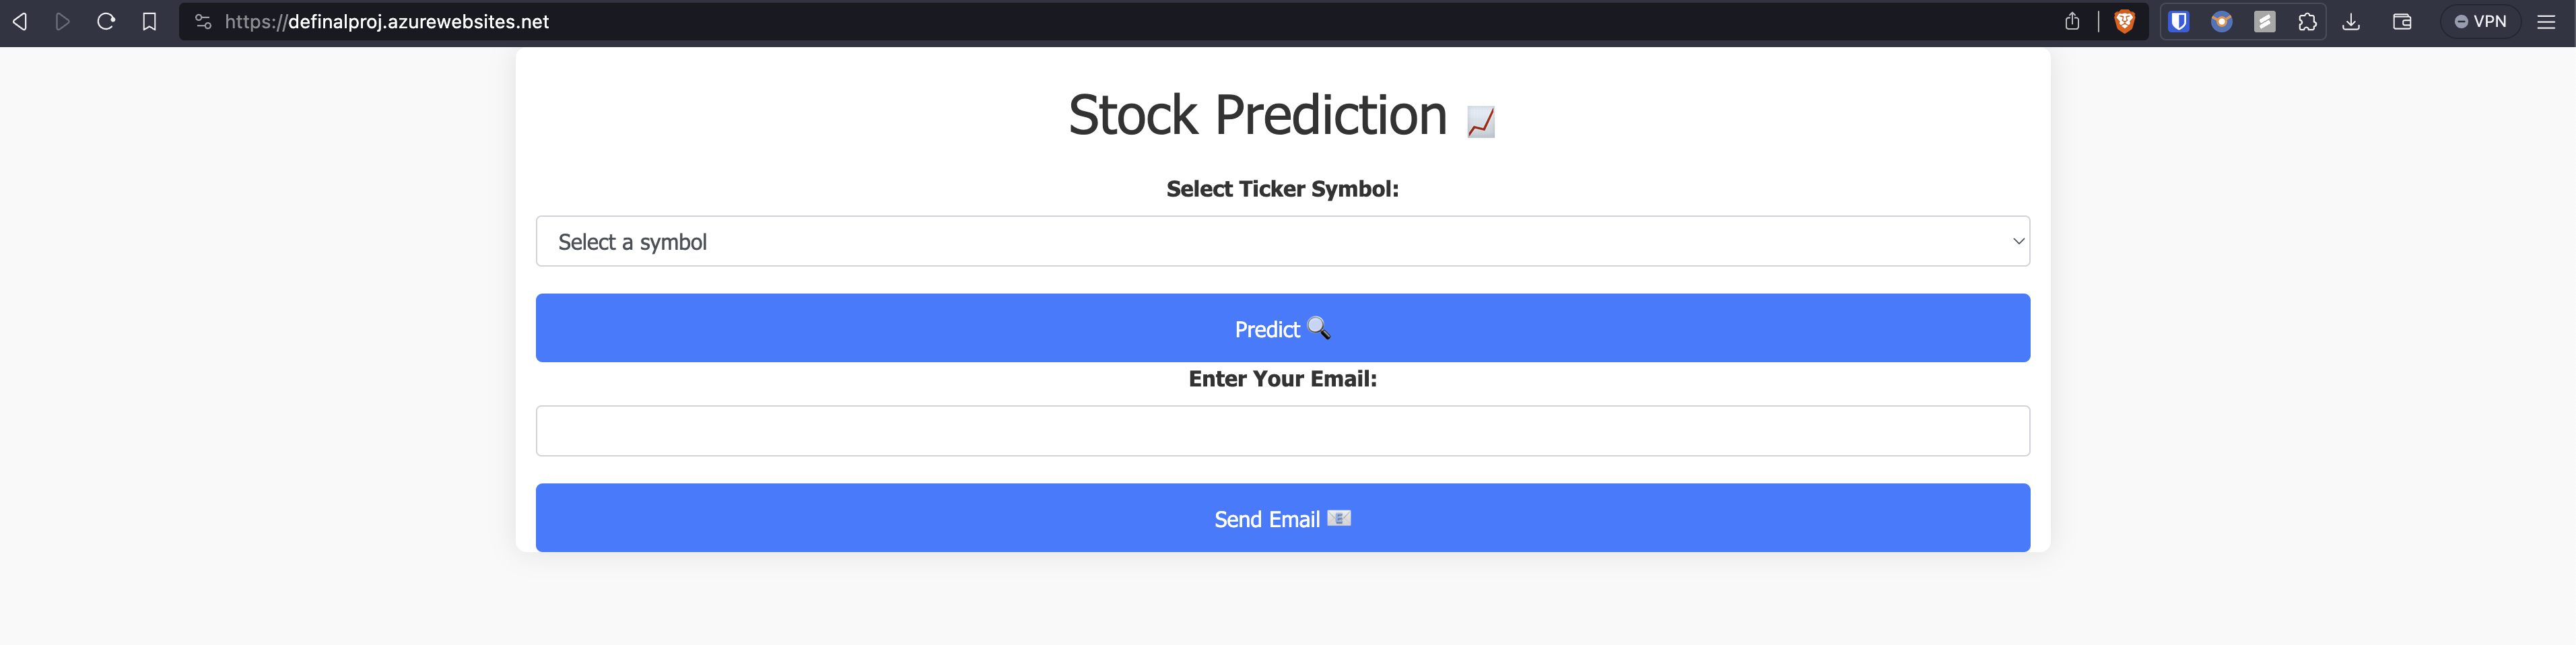 https://definalproj.azurewebsites.net
VPN
Stock Prediction 📈
Select Ticker Symbol:
Select a symbol
Predict 🔍
Enter Your Email:
Send Email 📧